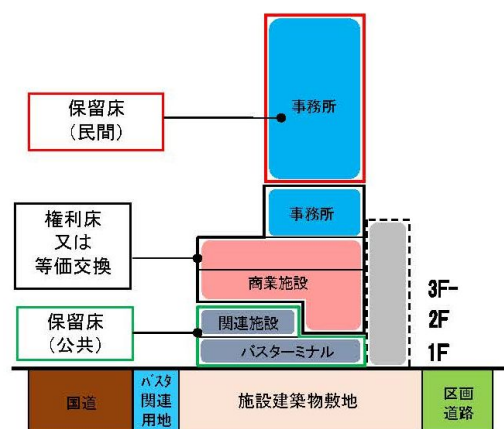 事務所
保留床
(民間)
事務所
権利床
又は
等価交換
商業施設
3F-
関連施設
2F
保留床
(公共)
バスターミナル
1F
国道
バスタ
関連
用地
施設建築物敷地
区画
道路